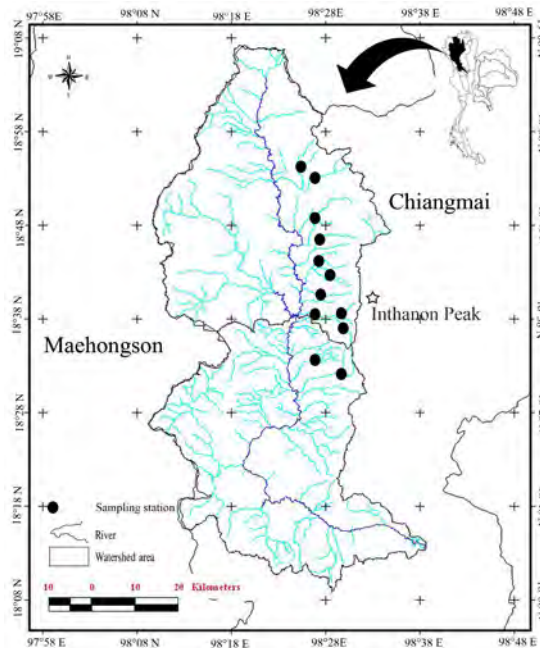 97°58 E
98°08 E
98°18 E
98°28 E
98°38 E
98°48 E
19°08 N
18°58 N
18°48 N
18°38 N
18°28 N
18°18 N
18°08 N
Chiangmai
Inthanon Peak
Maehongson
Sampling station
River
Watershed area
10 0 10 20 Kilometers
97°58 E
98°08 E
98°18 E
98°28 E
98°38 E
98°48 E